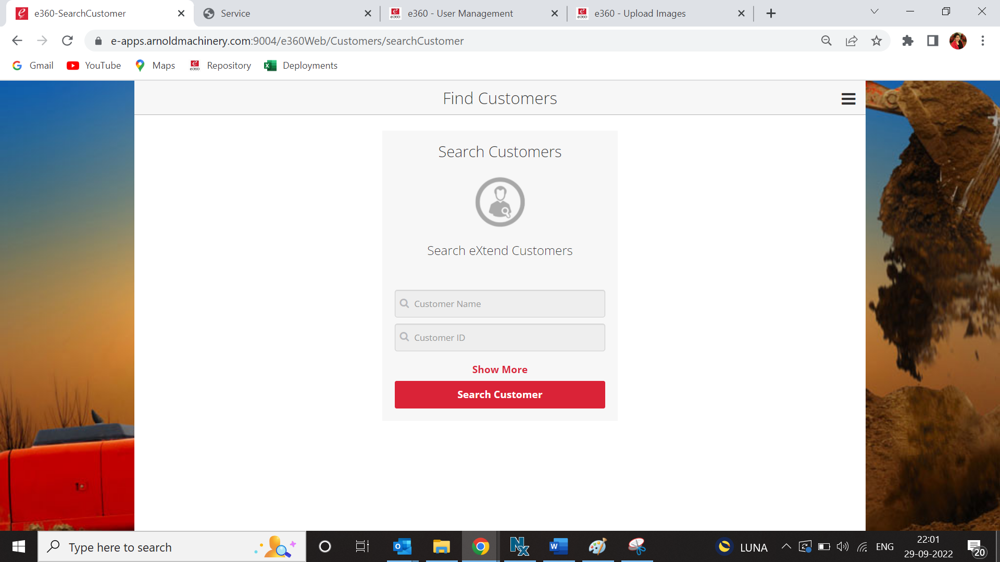 e360-SearchCustomer
Service
e360 - User Management
e360 - Upload Images
e-apps.arnoldmachinery.com:9004/e360Web/Customers/searchCustomer
Gmail
YouTube
Maps
Repository
Deployments
Find Customers
Search Customers
Search eXtend Customers
Customer Name
Customer ID
Show More
Search Customer
Type here to search
LUNA
ENG
22:01
29-09-2022
20